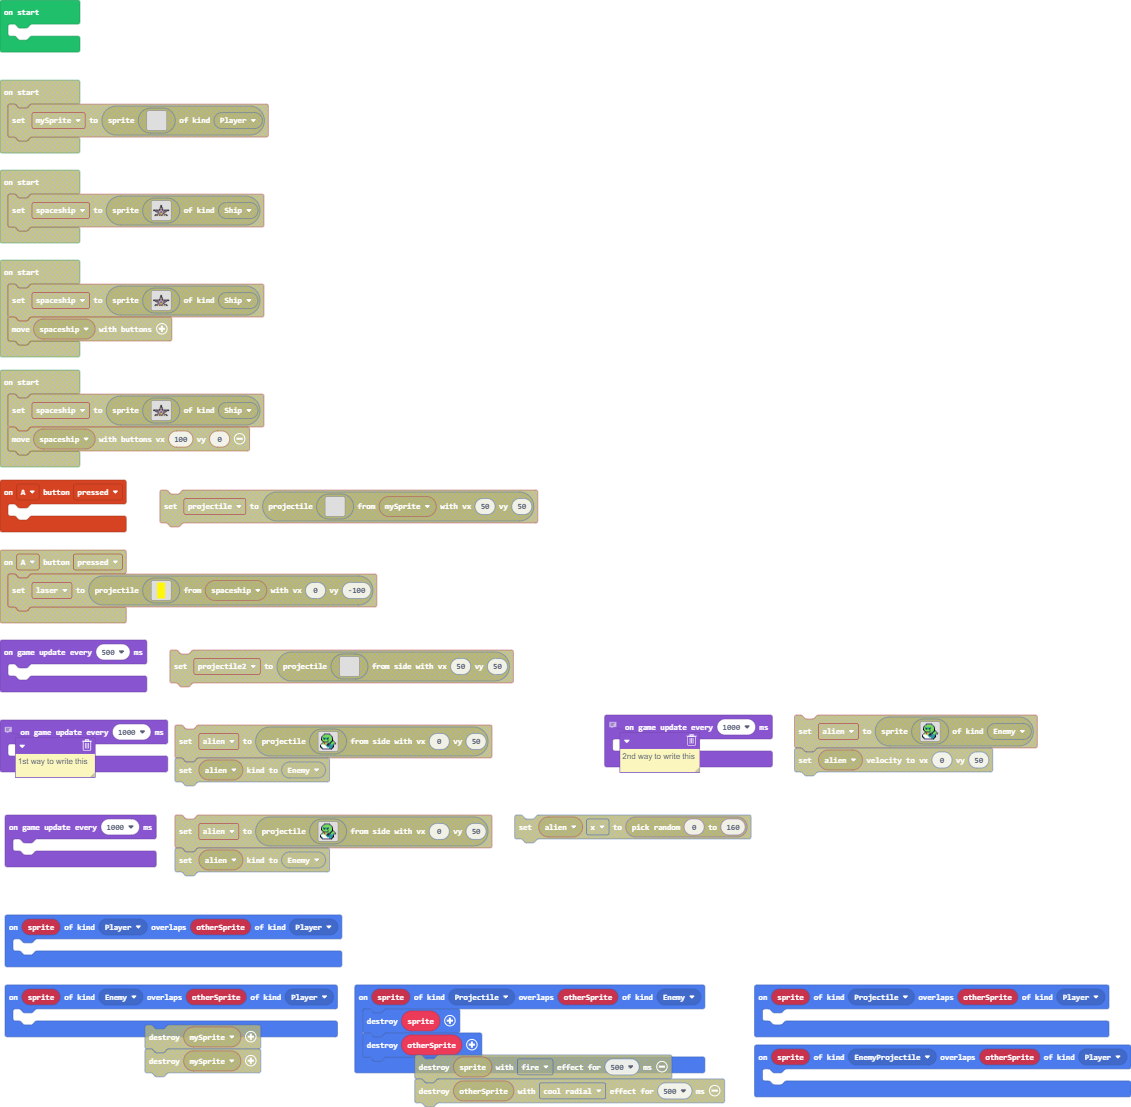 on start
on start
set mySprite to sprite of kind Player
on start
set spaceship to sprite of kind Ship
on start
set spaceship to sprite of kind Ship
move spaceship with buttons
on start
set spaceship to sprite of kind Ship
move spaceship with buttons vx 100 vy 0
on A button pressed
set projectile to projectile from mySprite with vx 50 vy 50
on A button pressed
set laser to projectile from spaceship with vx 0 vy -100
on game update every 500 ms
set projectile2 to projectile from side with vx 50 vy 50
on game update every 1000 ms
1st way to write this
set alien to projectile from side with vx 0 vy 50
set alien kind to Enemy
on game update every 1000 ms
2nd way to write this
set alien to sprite of kind Enemy
set alien velocity to vx 0 vy 50
on game update every 1000 ms
set alien to projectile from side with vx 0 vy 50
set alien kind to Enemy
set alien x to pick random 0 to 160
on sprite of kind Player overlaps otherSprite of kind Player
on sprite of kind Enemy overlaps otherSprite of kind Player
destroy mySprite
destroy mySprite
on sprite of kind Projectile overlaps otherSprite of kind Enemy
destroy sprite
destroy otherSprite
destroy sprite with fire effect for 500 ms
destroy otherSprite with cool radial effect for 500 ms
on sprite of kind Projectile overlaps otherSprite of kind Player
on sprite of kind EnemyProjectile overlaps otherSprite of kind Player